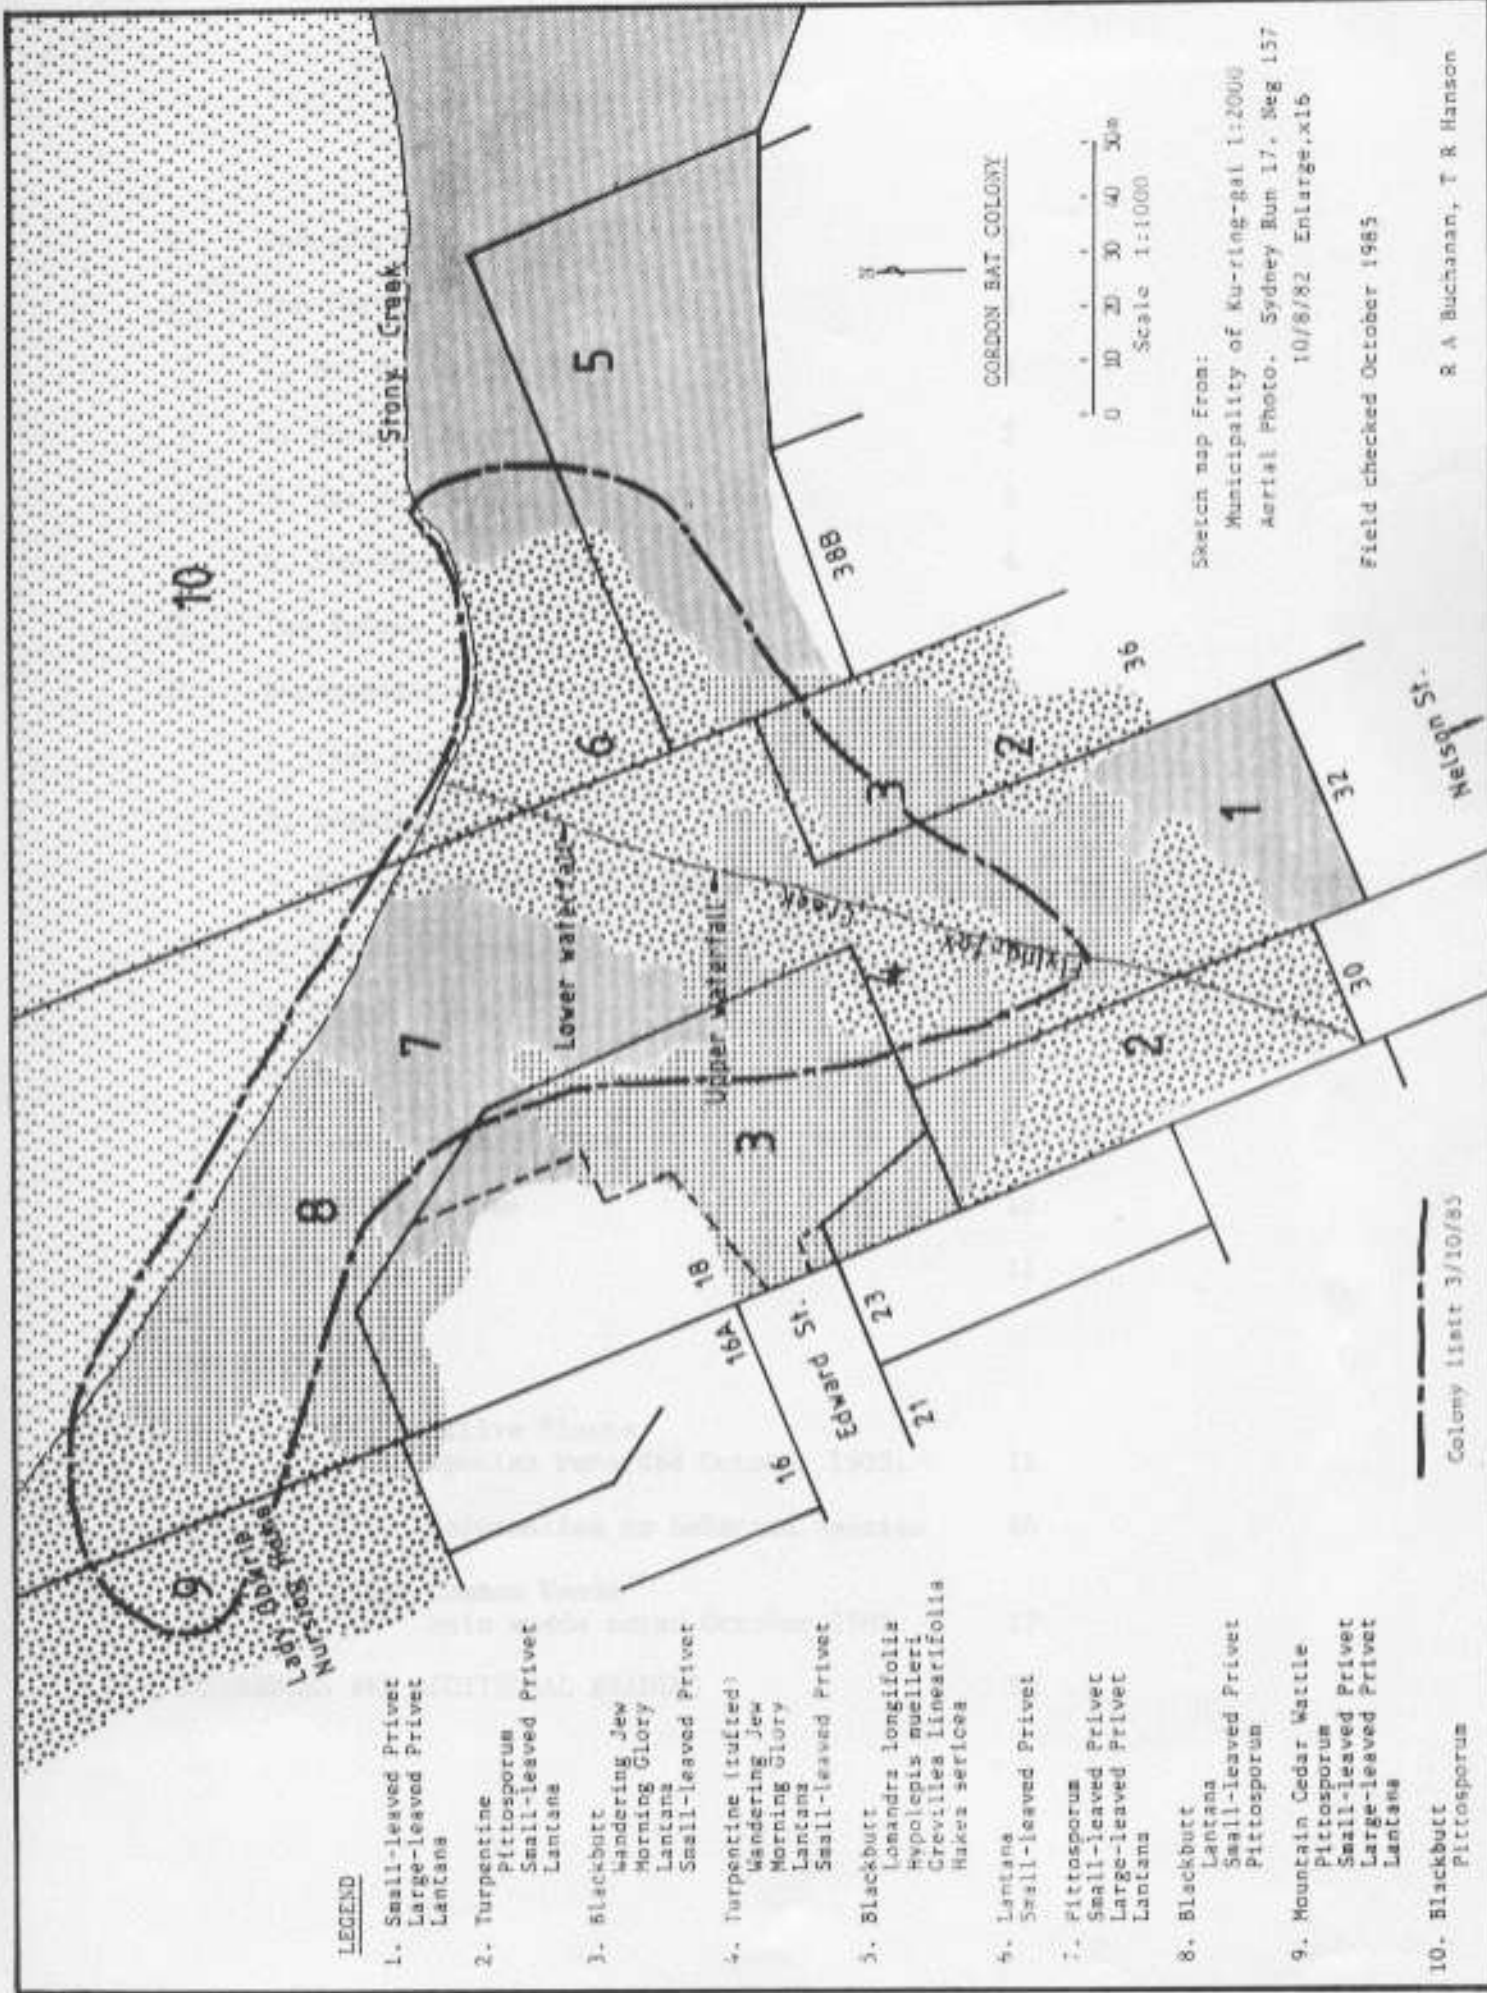 10
Stony Creek
5
6
Lady Gowrie
Nursing Home
9
8
7
Lower waterfall
Upper waterfall
Flying fox
Creek
3
4
3
2
2
1
18
16A
16
Edward St.
21
23
30
32
36
38B
Nelson St.
N
GORDON BAT COLONY
0 10 20 30 40 50m
Scale 1:1000
Sketch map From:
Municipality of Ku-ring-gai 1:2000
Aerial Photo. Sydney Run 17, Neg 157
10/8/82 Enlarge.x16
Field checked October 1985
R A Buchanan, T R Hanson
Colony limit 3/10/85
LEGEND
1. Small-leaved Privet
Large-leaved Privet
Lantana
2. Turpentine
Pittosporum
Small-leaved Privet
Lantana
3. Blackbutt
Wandering Jew
Morning Glory
Lantana
Small-leaved Privet
4. Turpentine (tufted)
Wandering Jew
Morning Glory
Lantana
Small-leaved Privet
5. Blackbutt
Lomandra longifolia
Hypolepis muelleri
Grevillea linearifolia
Hakea sericea
6. Lantana
Small-leaved Privet
7. Pittosporum
Small-leaved Privet
Large-leaved Privet
Lantana
8. Blackbutt
Lantana
Small-leaved Privet
Pittosporum
9. Mountain Cedar Wattle
Pittosporum
Small-leaved Privet
Large-leaved Privet
Lantana
10. Blackbutt
Pittosporum